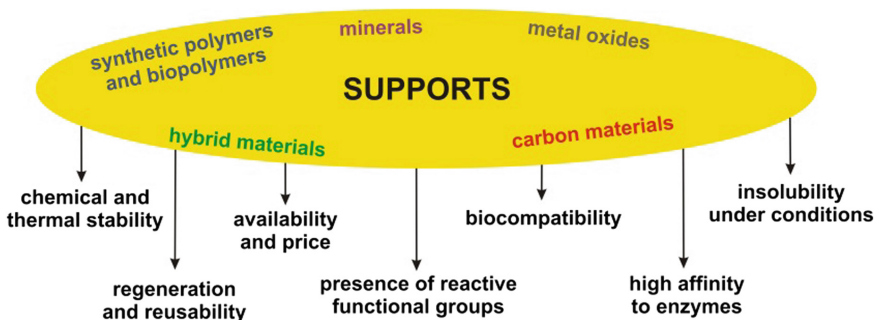 synthetic polymers
and biopolymers
minerals
metal oxides
SUPPORTS
hybrid materials
carbon materials
chemical and
thermal stability
regeneration
and reusability
availability
and price
presence of reactive
functional groups
biocompatibility
high affinity
to enzymes
insolubility
under conditions